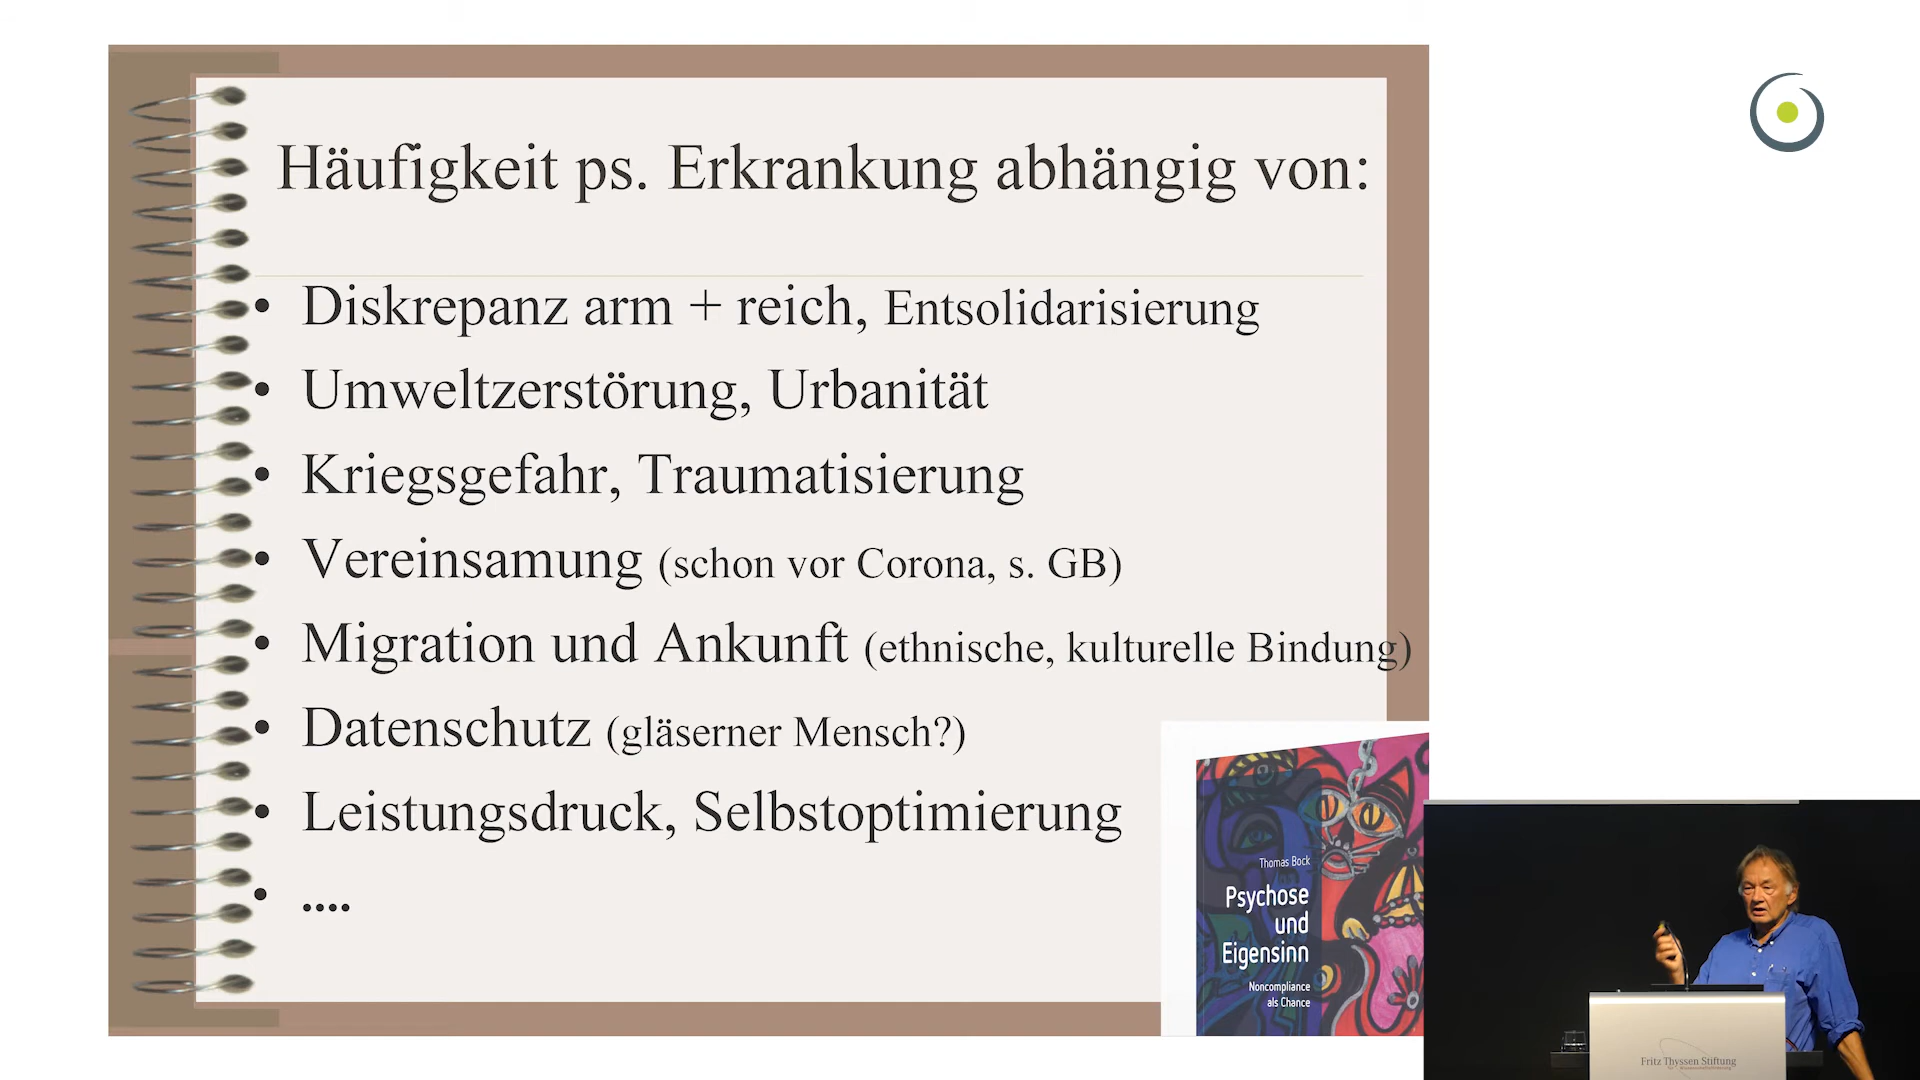 Häufigkeit ps. Erkrankung abhängig von:
• Diskrepanz arm + reich, Entsolidarisierung
• Umweltzerstörung, Urbanität
• Kriegsgefahr, Traumatisierung
• Vereinsamung (schon vor Corona, s. GB)
• Migration und Ankunft (ethnische, kulturelle Bindung)
• Datenschutz (gläserner Mensch?)
• Leistungsdruck, Selbstoptimierung
• ....
Thomas Bock
Psychose
und
Eigensinn
Noncompliance
als Chance
Fritz Thyssen Stiftung